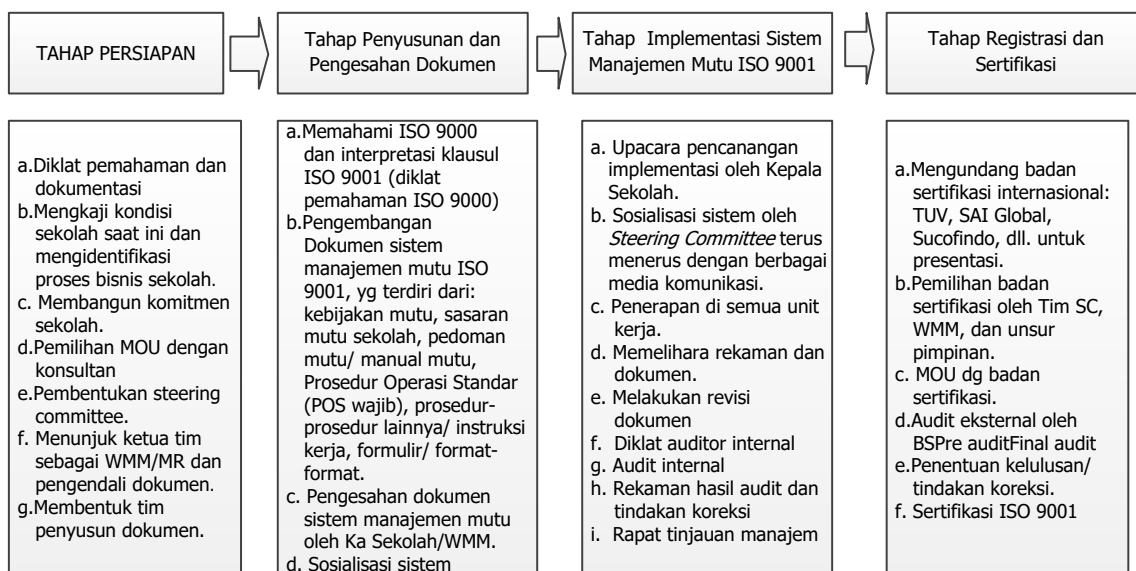 TAHAP PERSIAPAN
Tahap Penyusunan dan
Pengesahan Dokumen
Tahap Implementasi Sistem
Manajemen Mutu ISO 9001
Tahap Registrasi dan
Sertifikasi
a.Diklat pemahaman dan
dokumentasi
b.Mengkaji kondisi
sekolah saat ini dan
mengidentifikasi
proses bisnis sekolah.
c. Membangun komitmen
sekolah.
d.Pemilihan MOU dengan
konsultan
e.Pembentukan steering
committee.
f. Menunjuk ketua tim
sebagai WMM/MR dan
pengendali dokumen.
g.Membentuk tim
penyusun dokumen.
a.Memahami ISO 9000
dan interpretasi klausul
ISO 9001 (diklat
pemahaman ISO 9000)
b.Pengembangan
Dokumen sistem
manajemen mutu ISO
9001, yg terdiri dari:
kebijakan mutu, sasaran
mutu sekolah, pedoman
mutu/ manual mutu,
Prosedur Operasi Standar
(POS wajib), prosedur-
prosedur lainnya/ instruksi
kerja, formulir/ format-
format.
c. Pengesahan dokumen
sistem manajemen mutu
oleh Ka Sekolah/WMM.
d. Sosialisasi sistem
a. Upacara pencanangan
implementasi oleh Kepala
Sekolah.
b. Sosialisasi sistem oleh
Steering Committee terus
menerus dengan berbagai
media komunikasi.
c. Penerapan di semua unit
kerja.
d. Memelihara rekaman dan
dokumen.
e. Melakukan revisi
dokumen
f. Diklat auditor internal
g. Audit internal
h. Rekaman hasil audit dan
tindakan koreksi
i. Rapat tinjauan manajem
a.Mengundang badan
sertifikasi internasional:
TUV, SAI Global,
Sucofindo, dll. untuk
presentasi.
b.Pemilihan badan
sertifikasi oleh Tim SC,
WMM, dan unsur
pimpinan.
c. MOU dg badan
sertifikasi.
d.Audit eksternal oleh
BSPre auditFinal audit
e.Penentuan kelulusan/
tindakan koreksi.
f. Sertifikasi ISO 9001